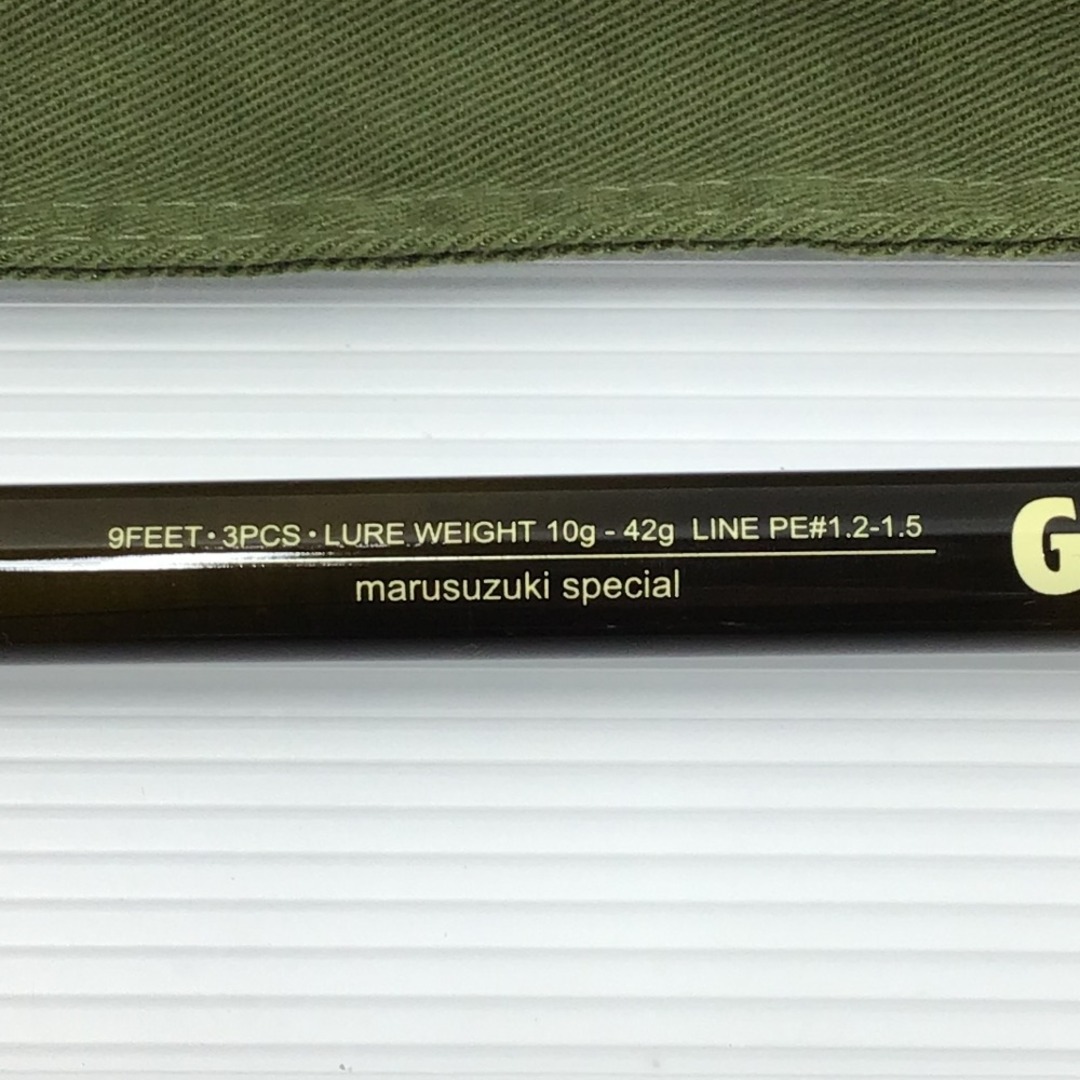 9FEET・3PCS・LURE WEIGHT 10g - 42g LINE PE#1.2-1.5
marusuzuki special
G